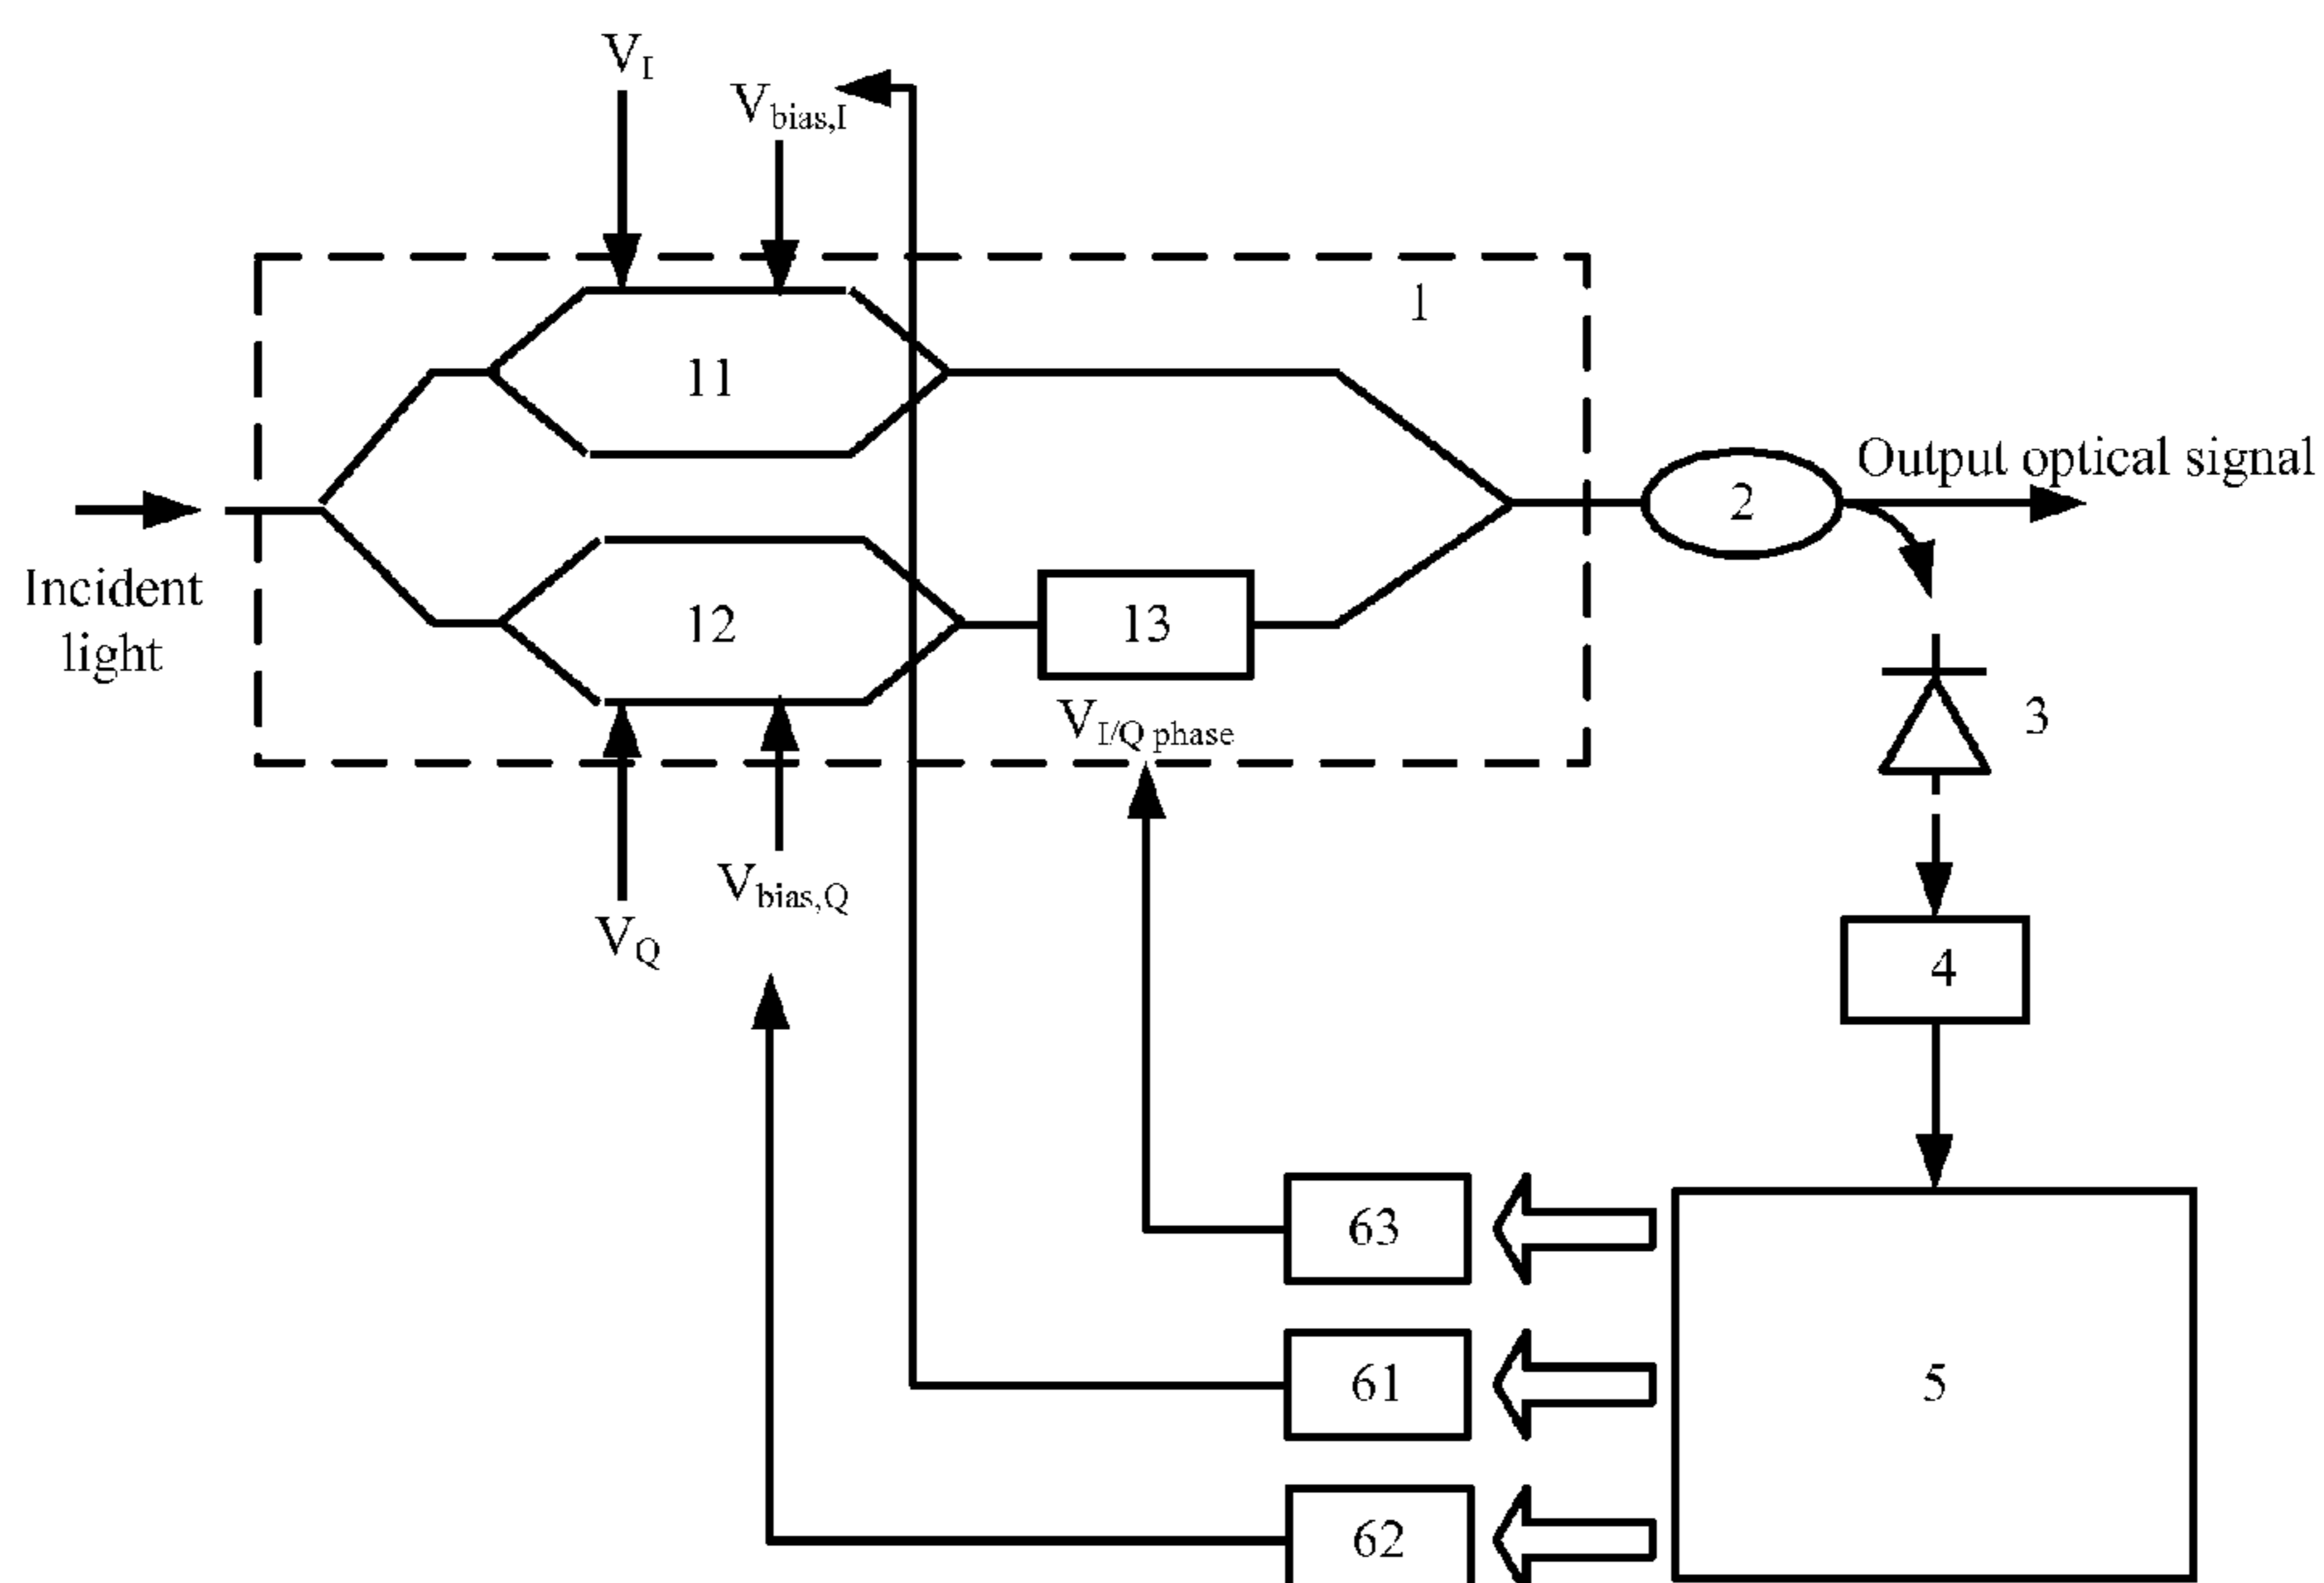 V_I
V_bias,I
1
11
Output optical signal
2
Incident
light
12
13
3
V_I/Q phase
V_bias,Q
V_Q
4
63
61
5
62